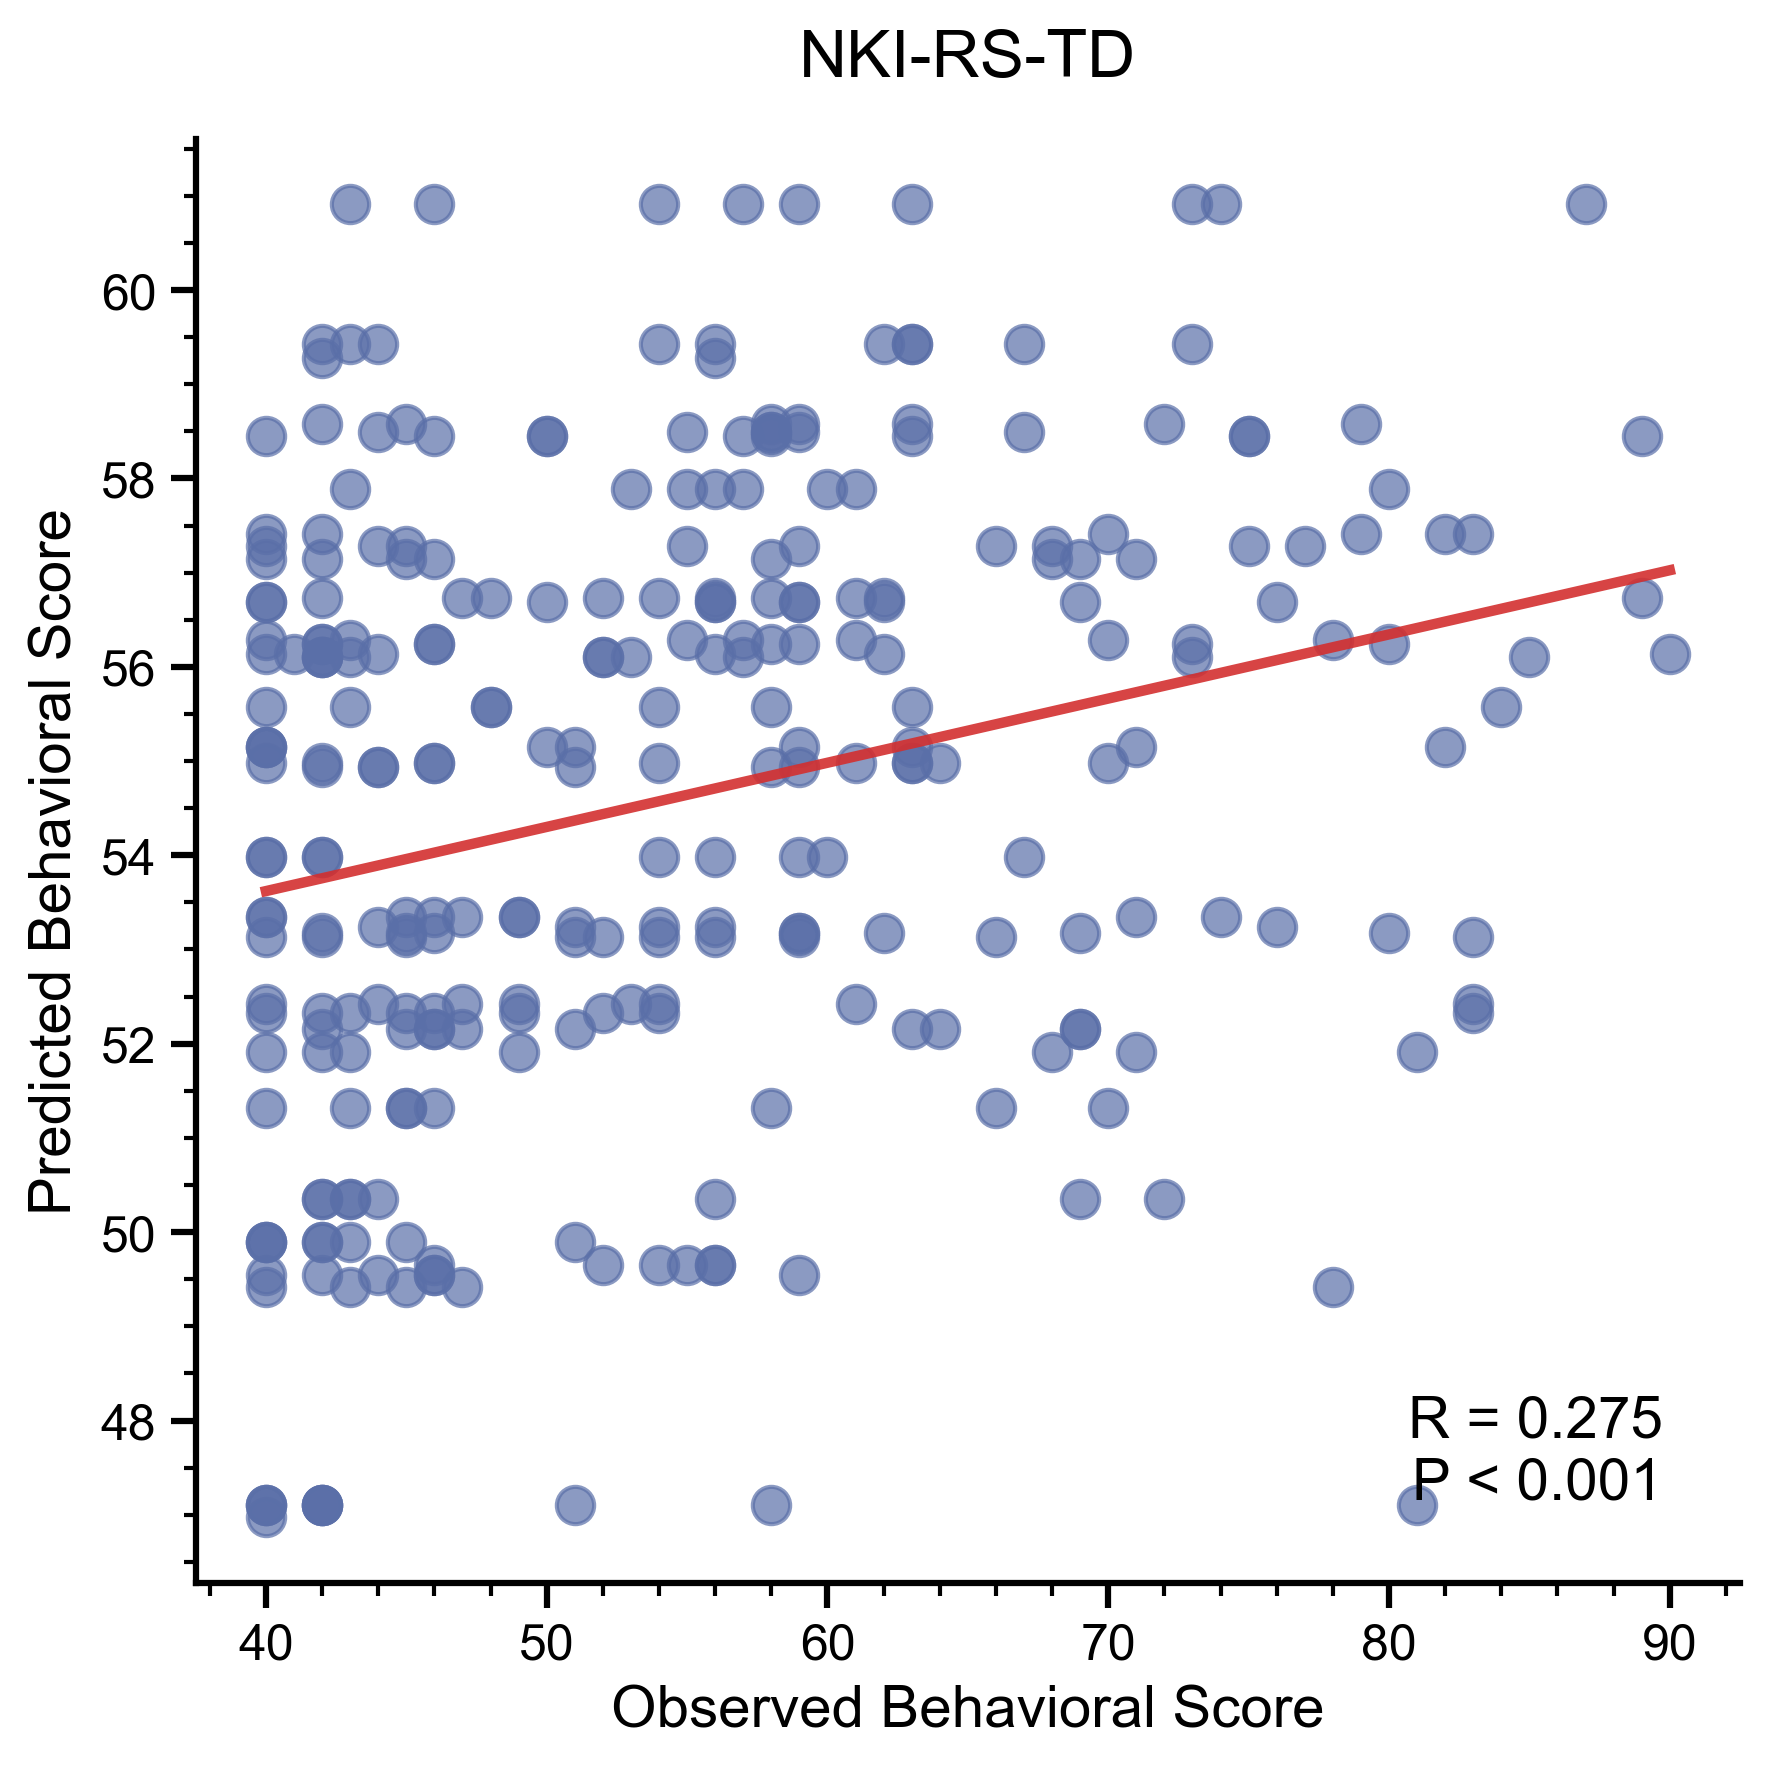 NKI-RS-TD
Predicted Behavioral Score
60
58
56
54
52
50
48
R = 0.275
P < 0.001
40 50 60 70 80 90
Observed Behavioral Score